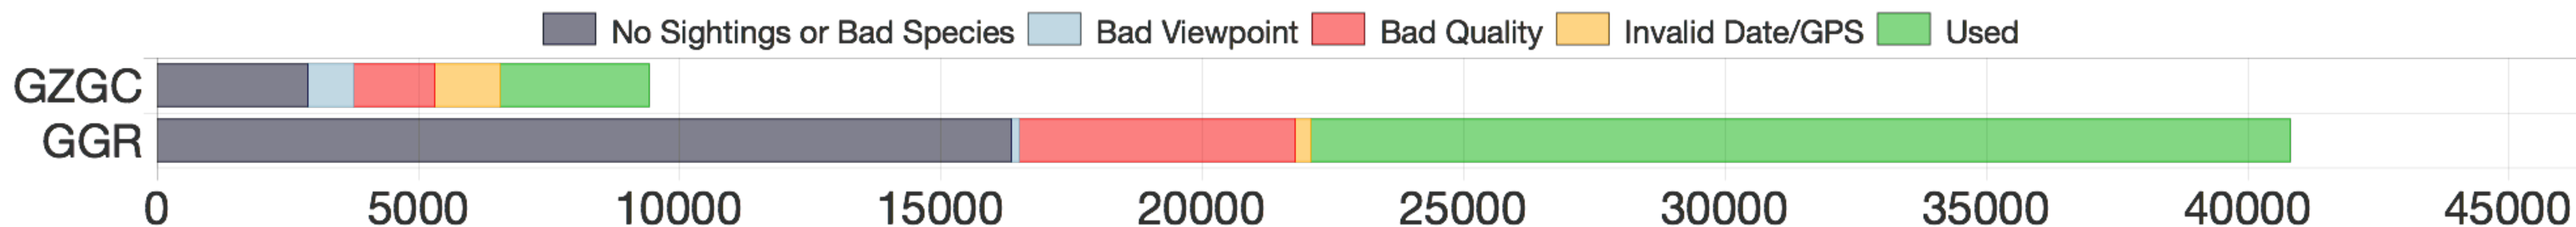 No Sightings or Bad Species Bad Viewpoint Bad Quality Invalid Date/GPS Used
GZGC
GGR
0 5000 10000 15000 20000 25000 30000 35000 40000 45000